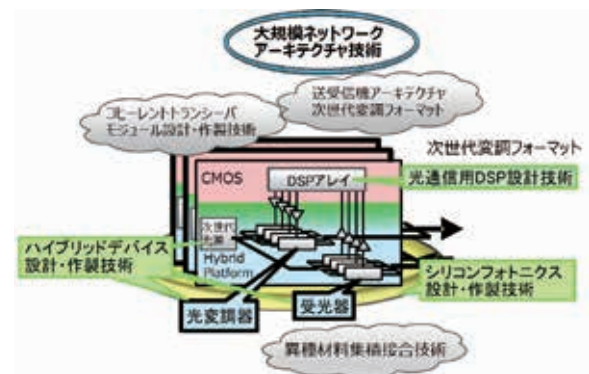 大規模ネットワーク
アーキテクチャ技術
送受信機アーキテクチャ
次世代変調フォーマット
コヒーレントトランシーバ
モジュール設計・作製技術
次世代変調フォーマット
CMOS
DSPアレイ
光通信用DSP設計技術
次世代
光源
ハイブリッドデバイス
設計・作製技術
Hybrid
Platform
シリコンフォトニクス
設計・作製技術
光変調器
受光器
異種材料集積接合技術